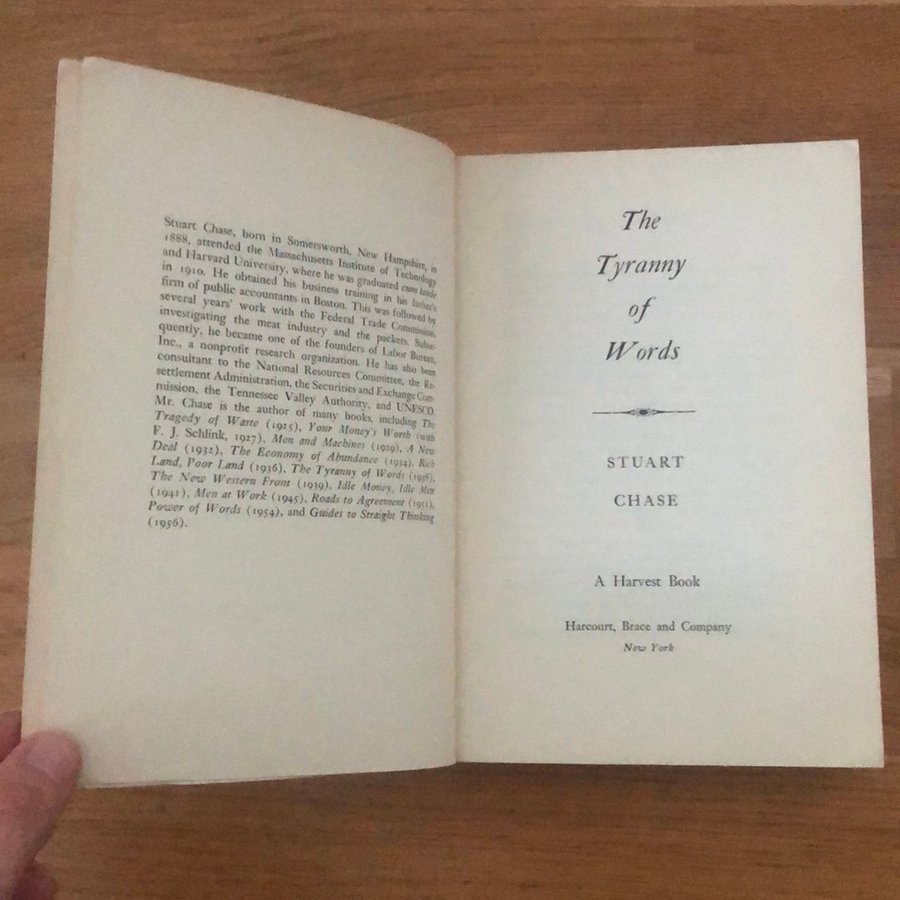 Stuart Chase, born in Somersworth, New Hampshire, in
1888, attended the Massachusetts Institute of Technology
and Harvard University, where he was graduated cum laude
in 1910. He obtained his business training in his father's
firm of public accountants in Boston. This was followed by
several years' work with the Federal Trade Commission,
investigating the meat industry and the packers. Subse-
quently, he became one of the founders of Labor Bureau,
Inc., a nonprofit research organization. He has also been
consultant to the National Resources Committee, the Re-
settlement Administration, the Securities and Exchange Com-
mission, the Tennessee Valley Authority, and UNESCO.
Mr. Chase is the author of many books, including The
Tragedy of Waste (1925), Your Money's Worth (with
F. J. Schlink, 1927), Men and Machines (1929), A New
Deal (1932), The Economy of Abundance (1934), Rich
Land, Poor Land (1936), The Tyranny of Words (1938),
The New Western Front (1939), Idle Money, Idle Men
(1941), Men at Work (1945), Roads to Agreement (1951),
Power of Words (1954), and Guides to Straight Thinking
(1956).
The
Tyranny
of
Words
STUART
CHASE
A Harvest Book
Harcourt, Brace and Company
New York